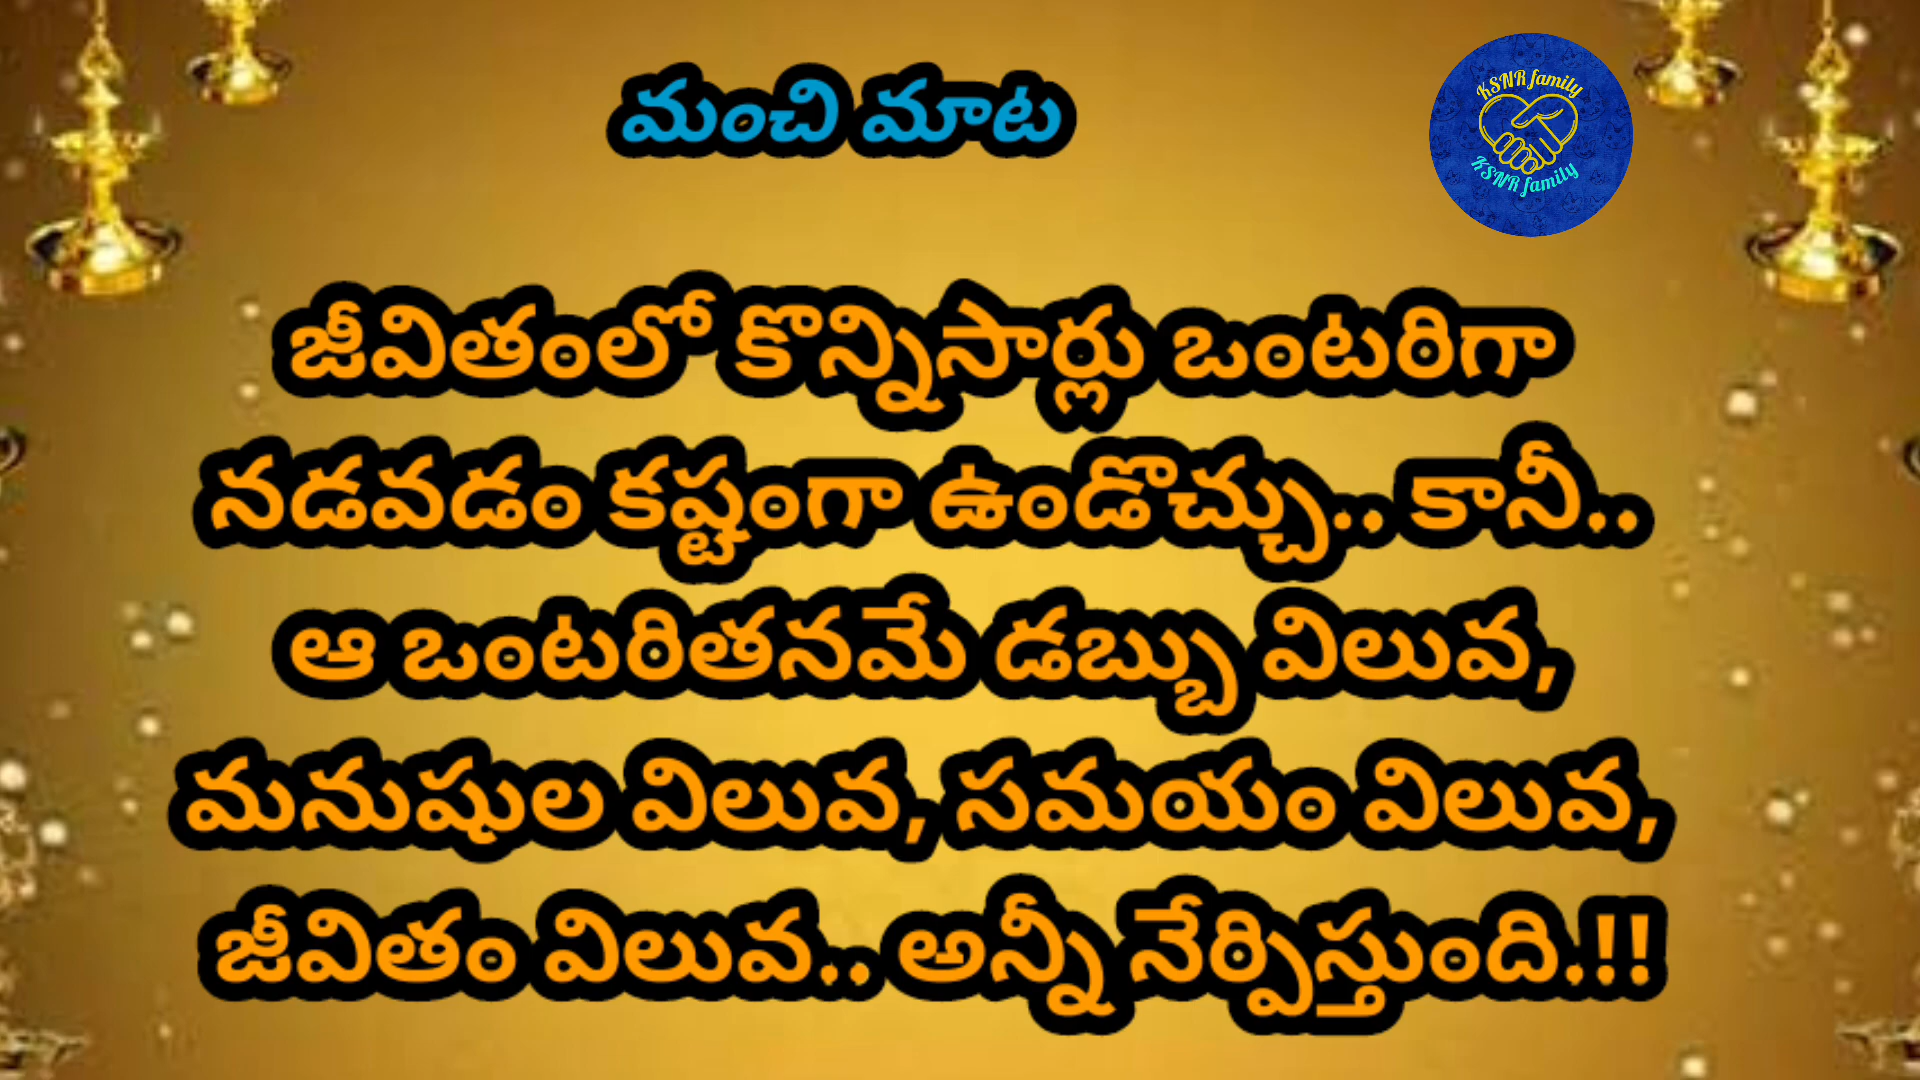 మంచి మాట
KSNR family
KSNR family
జీవితంలో కొన్నిసార్లు ఒంటరిగా
నడవడం కష్టంగా ఉండొచ్చు.. కానీ..
ఆ ఒంటరితనమే డబ్బు విలువ,
మనుషుల విలువ, సమయం విలువ,
జీవితం విలువ.. అన్నీ నేర్పిస్తుంది.!!